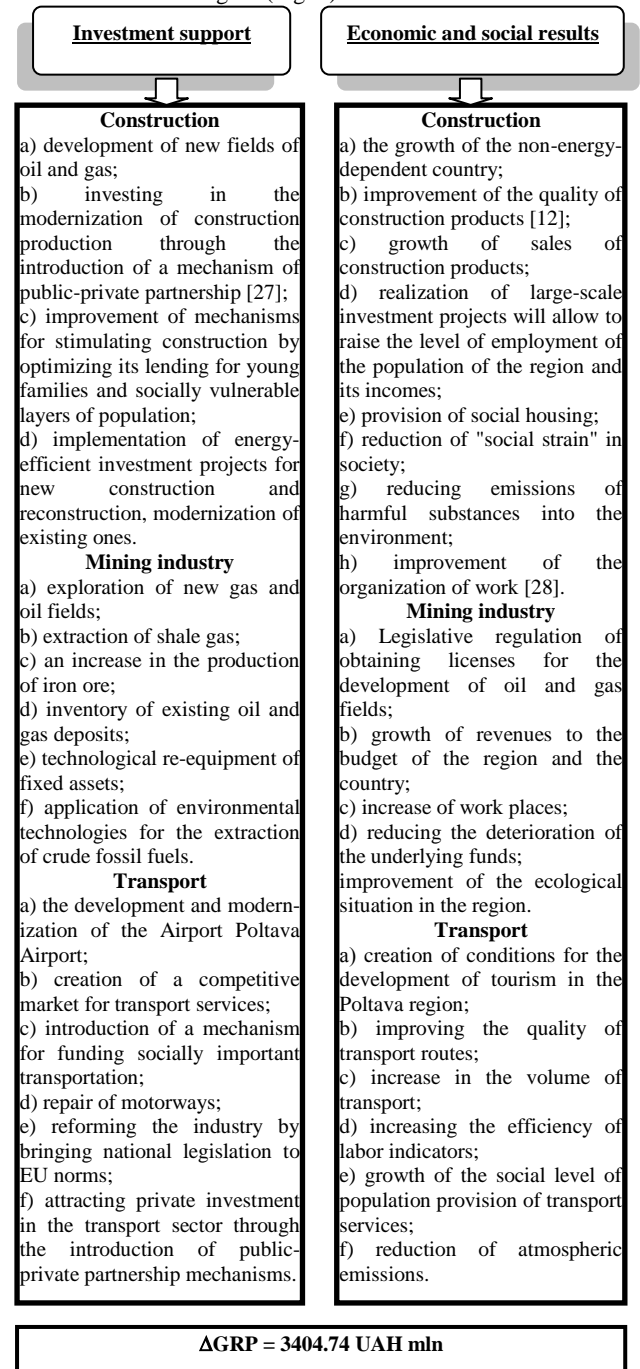 Investment support
Construction
a) development of new fields of
oil and gas;
b) investing in the
modernization of construction
production through the
introduction of a mechanism of
public-private partnership [27];
c) improvement of mechanisms
for stimulating construction by
optimizing its lending for young
families and socially vulnerable
layers of population;
d) implementation of energy-
efficient investment projects for
new construction and
reconstruction, modernization of
existing ones.
Mining industry
a) exploration of new gas and
oil fields;
b) extraction of shale gas;
c) an increase in the production
of iron ore;
d) inventory of existing oil and
gas deposits;
e) technological re-equipment of
fixed assets;
f) application of environmental
technologies for the extraction
of crude fossil fuels.
Transport
a) the development and modern-
ization of the Airport Poltava
Airport;
b) creation of a competitive
market for transport services;
c) introduction of a mechanism
for funding socially important
transportation;
d) repair of motorways;
e) reforming the industry by
bringing national legislation to
EU norms;
f) attracting private investment
in the transport sector through
the introduction of public-
private partnership mechanisms.
Economic and social results
Construction
a) the growth of the non-energy-
dependent country;
b) improvement of the quality of
construction products [12];
c) growth of sales of
construction products;
d) realization of large-scale
investment projects will allow to
raise the level of employment of
the population of the region and
its incomes;
e) provision of social housing;
f) reduction of "social strain" in
society;
g) reducing emissions of
harmful substances into the
environment;
h) improvement of the
organization of work [28].
Mining industry
a) Legislative regulation of
obtaining licenses for the
development of oil and gas
fields;
b) growth of revenues to the
budget of the region and the
country;
c) increase of work places;
d) reducing the deterioration of
the underlying funds;
improvement of the ecological
situation in the region.
Transport
a) creation of conditions for the
development of tourism in the
Poltava region;
b) improving the quality of
transport routes;
c) increase in the volume of
transport;
d) increasing the efficiency of
labor indicators;
e) growth of the social level of
population provision of transport
services;
f) reduction of atmospheric
emissions.
ΔGRP = 3404.74 UAH mln